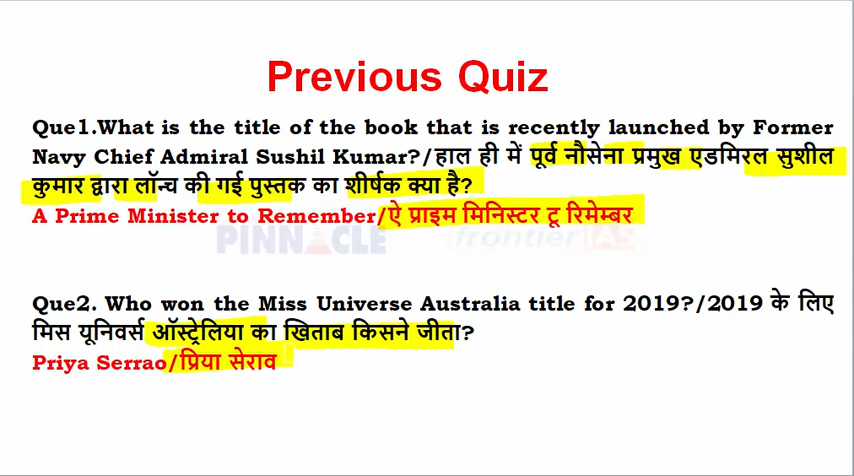 Previous Quiz
Que1.What is the title of the book that is recently launched by Former
Navy Chief Admiral Sushil Kumar?/हाल ही में पूर्व नौसेना प्रमुख एडमिरल सुशील
कुमार द्वारा लॉन्च की गई पुस्तक का शीर्षक क्या है?
A Prime Minister to Remember/ऐ प्राइम मिनिस्टर टू रिमेम्बर
PINNACLE frontier IAS
Que2. Who won the Miss Universe Australia title for 2019?/2019 के लिए
मिस यूनिवर्स ऑस्ट्रेलिया का खिताब किसने जीता?
Priya Serrao/प्रिया सेराव